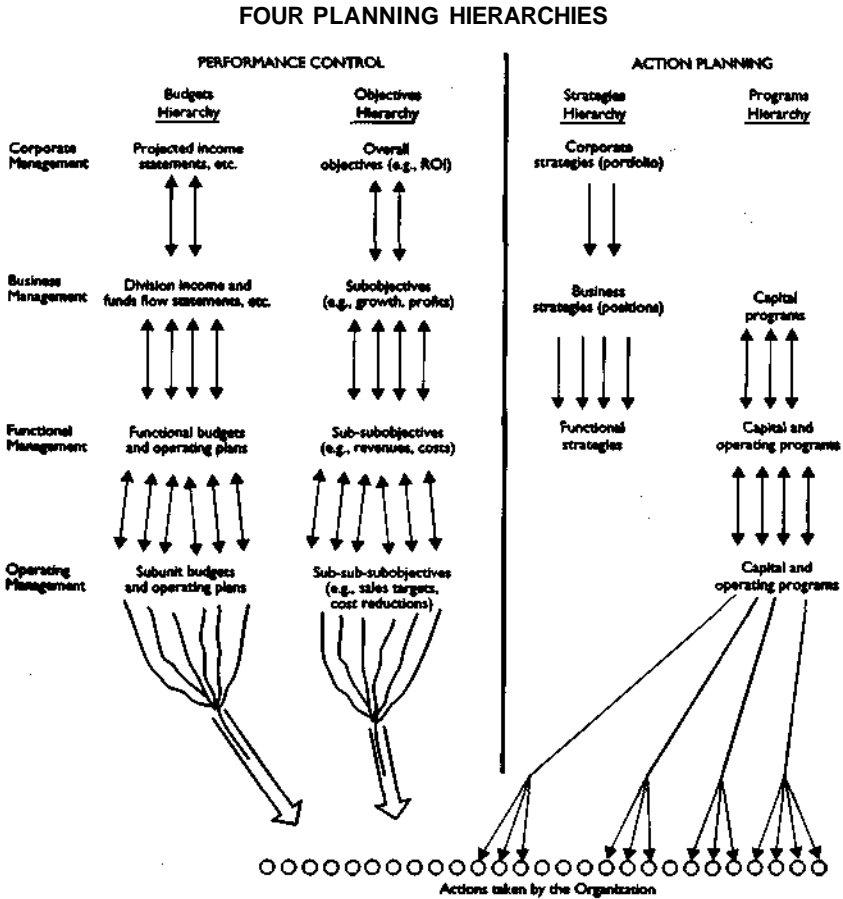 FOUR PLANNING HIERARCHIES
PERFORMANCE CONTROL
ACTION PLANNING
Budgets
Hierarchy
Objectives
Hierarchy
Strategies
Hierarchy
Programs
Hierarchy
Corporate
Management
Projected income
statements, etc.
Overall
objectives (e.g., ROI)
Corporate
strategies (portfolio)
Business
Management
Division income and
funds flow statements, etc.
Subobjectives
(e.g., growth, profits)
Business
strategies (positions)
Capital
programs
Functional
Management
Functional budgets
and operating plans
Sub-subobjectives
(e.g., revenues, costs)
Functional
strategies
Capital and
operating programs
Operating
Management
Subunit budgets
and operating plans
Sub-sub-subobjectives
(e.g., sales targets,
cost reductions)
Capital and
operating programs
Actions taken by the Organization